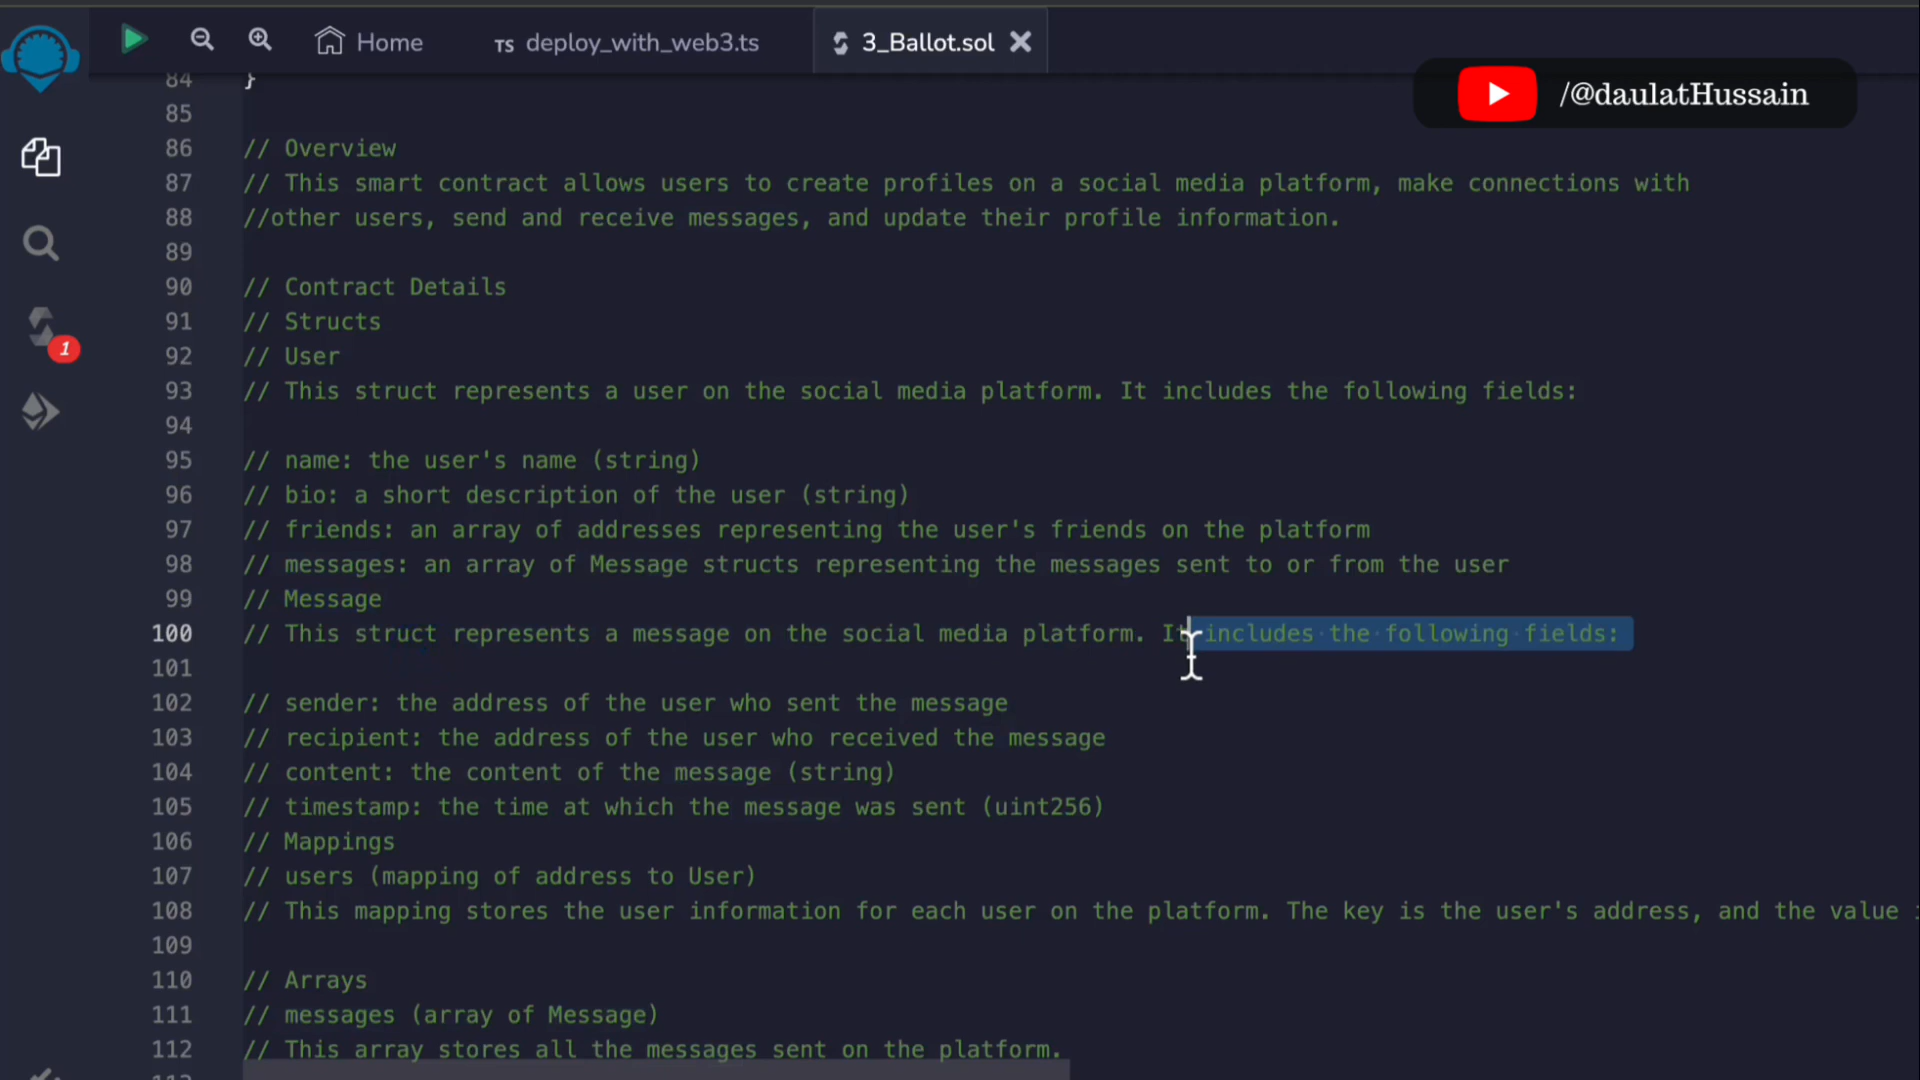 Home
TS deploy_with_web3.ts
3_Ballot.sol
/@daulatHussain
84 }
85
86 // Overview
87 // This smart contract allows users to create profiles on a social media platform, make connections with
88 //other users, send and receive messages, and update their profile information.
89
90 // Contract Details
91 // Structs
92 // User
93 // This struct represents a user on the social media platform. It includes the following fields:
94
95 // name: the user's name (string)
96 // bio: a short description of the user (string)
97 // friends: an array of addresses representing the user's friends on the platform
98 // messages: an array of Message structs representing the messages sent to or from the user
99 // Message
100 // This struct represents a message on the social media platform. It includes the following fields:
101
102 // sender: the address of the user who sent the message
103 // recipient: the address of the user who received the message
104 // content: the content of the message (string)
105 // timestamp: the time at which the message was sent (uint256)
106 // Mappings
107 // users (mapping of address to User)
108 // This mapping stores the user information for each user on the platform. The key is the user's address, and the value
109
110 // Arrays
111 // messages (array of Message)
112 // This array stores all the messages sent on the platform.
1